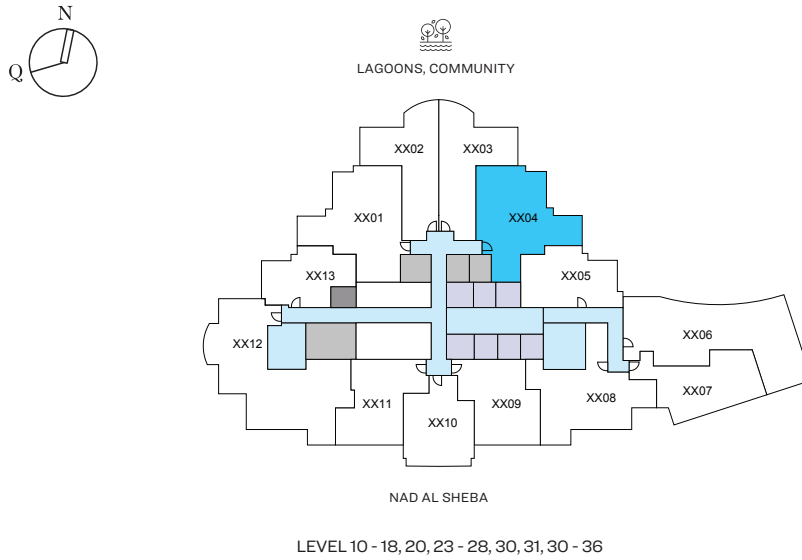 N
Q
LAGOONS, COMMUNITY
XX02
XX03
XX01
XX04
XX13
XX05
XX06
XX12
XX07
XX11
XX08
XX09
XX10
NAD AL SHEBA
LEVEL 10 - 18, 20, 23 - 28, 30, 31, 30 - 36